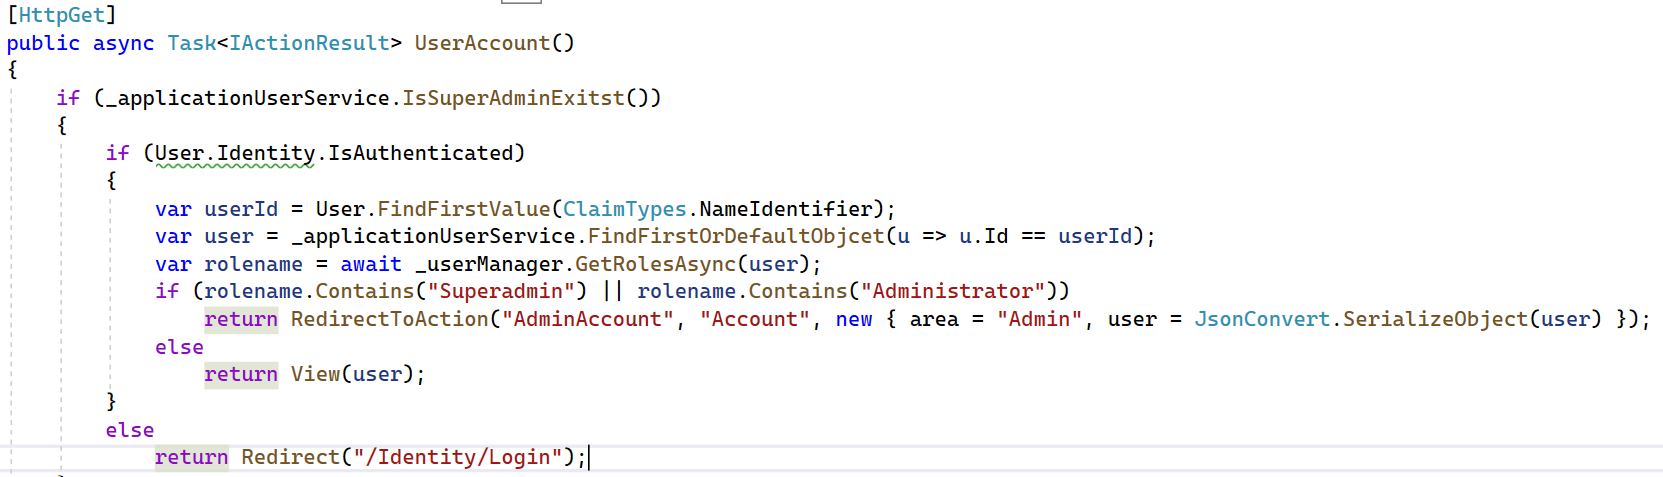 [HttpGet]
public async Task<IActionResult> UserAccount()
{
if (_applicationUserService.IsSuperAdminExitst())
{
if (User.Identity.IsAuthenticated)
{
var userId = User.FindFirstValue(ClaimTypes.NameIdentifier);
var user = _applicationUserService.FindFirstOrDefaultObjcet(u => u.Id == userId);
var rolename = await _userManager.GetRolesAsync(user);
if (rolename.Contains("Superadmin") || rolename.Contains("Administrator"))
return RedirectToAction("AdminAccount", "Account", new { area = "Admin", user = JsonConvert.SerializeObject(user) });
else
return View(user);
}
else
return Redirect("/Identity/Login");